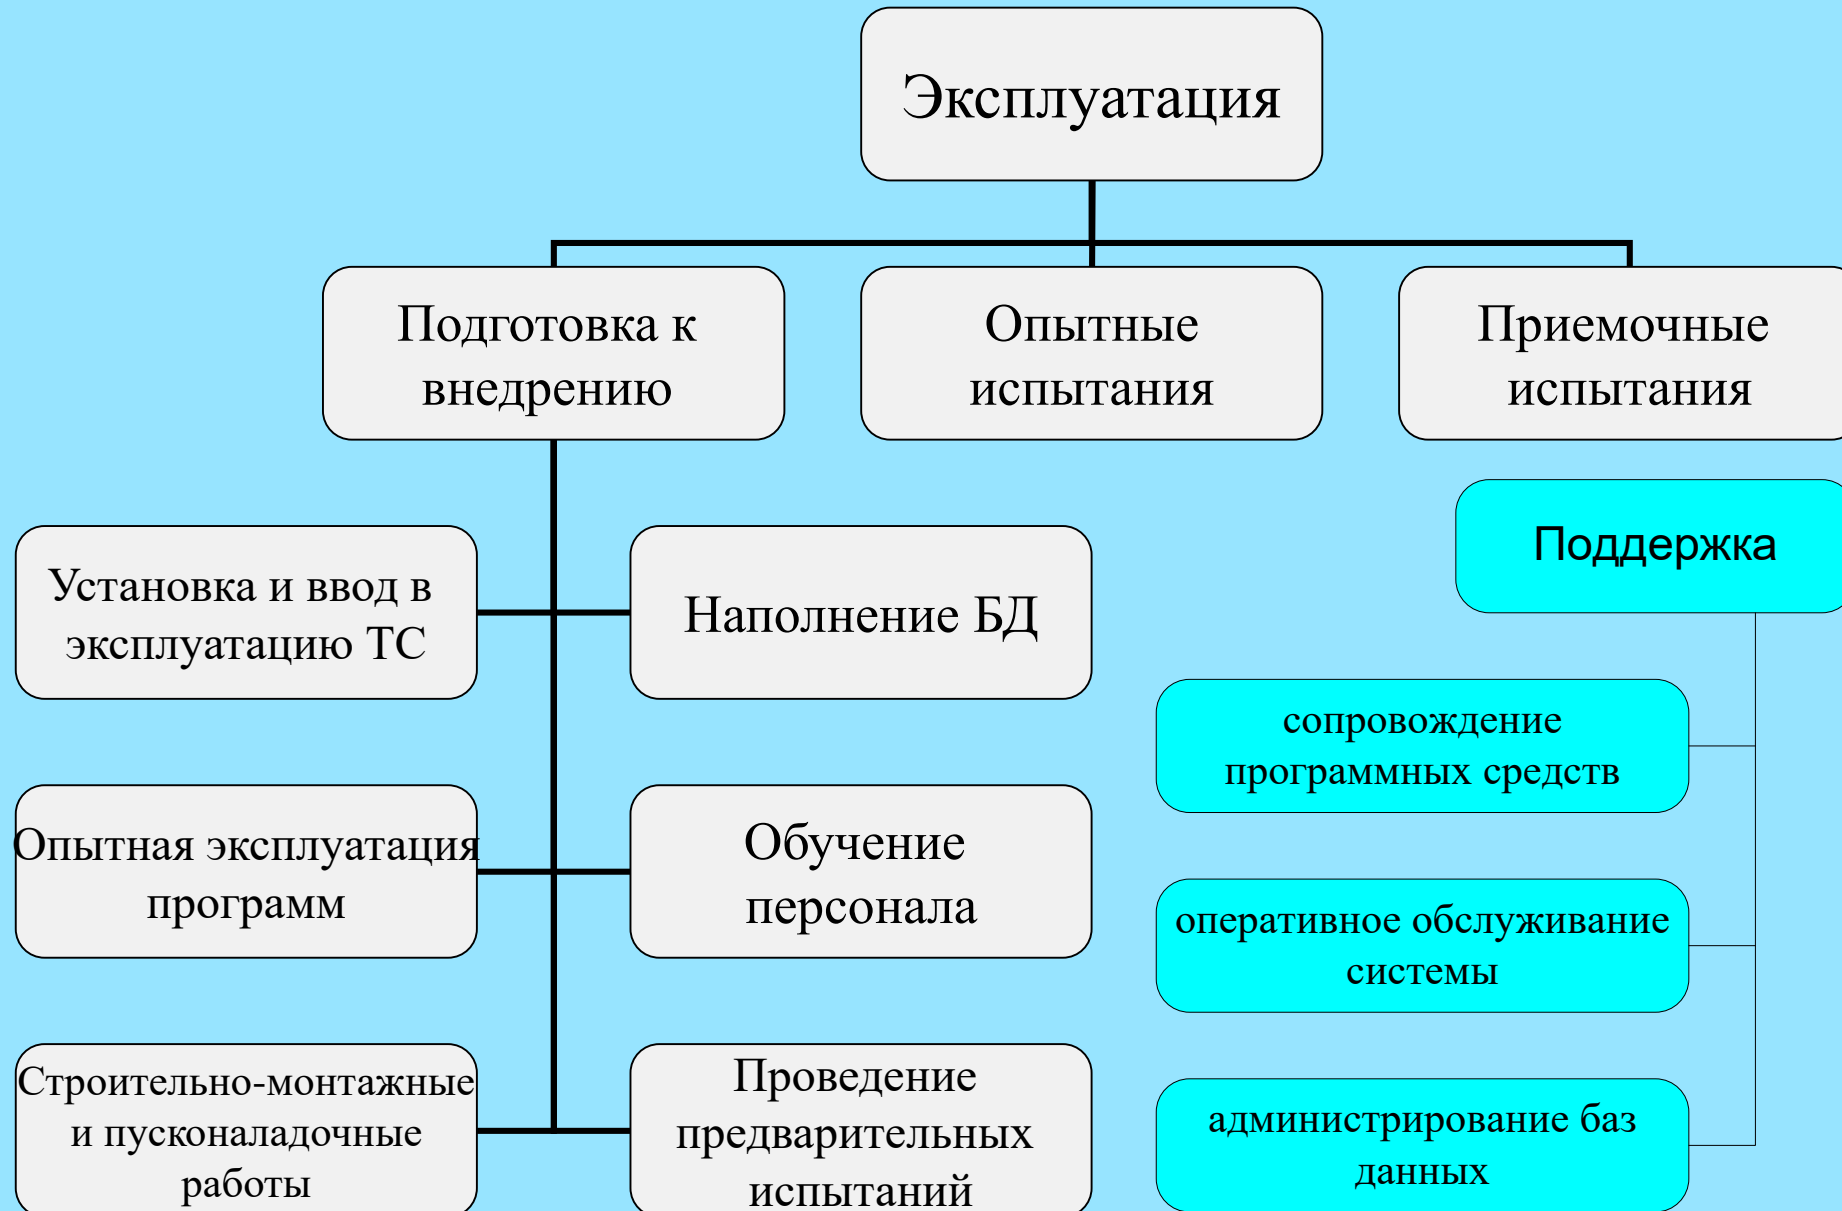 Эксплуатация
Подготовка к
внедрению
Опытные
испытания
Приемочные
испытания
Установка и ввод в
эксплуатацию ТС
Наполнение БД
Опытная эксплуатация
программ
Обучение
персонала
Строительно-монтажные
и пусконаладочные
работы
Проведение
предварительных
испытаний
Поддержка
сопровождение
программных средств
оперативное обслуживание
системы
администрирование баз
данных